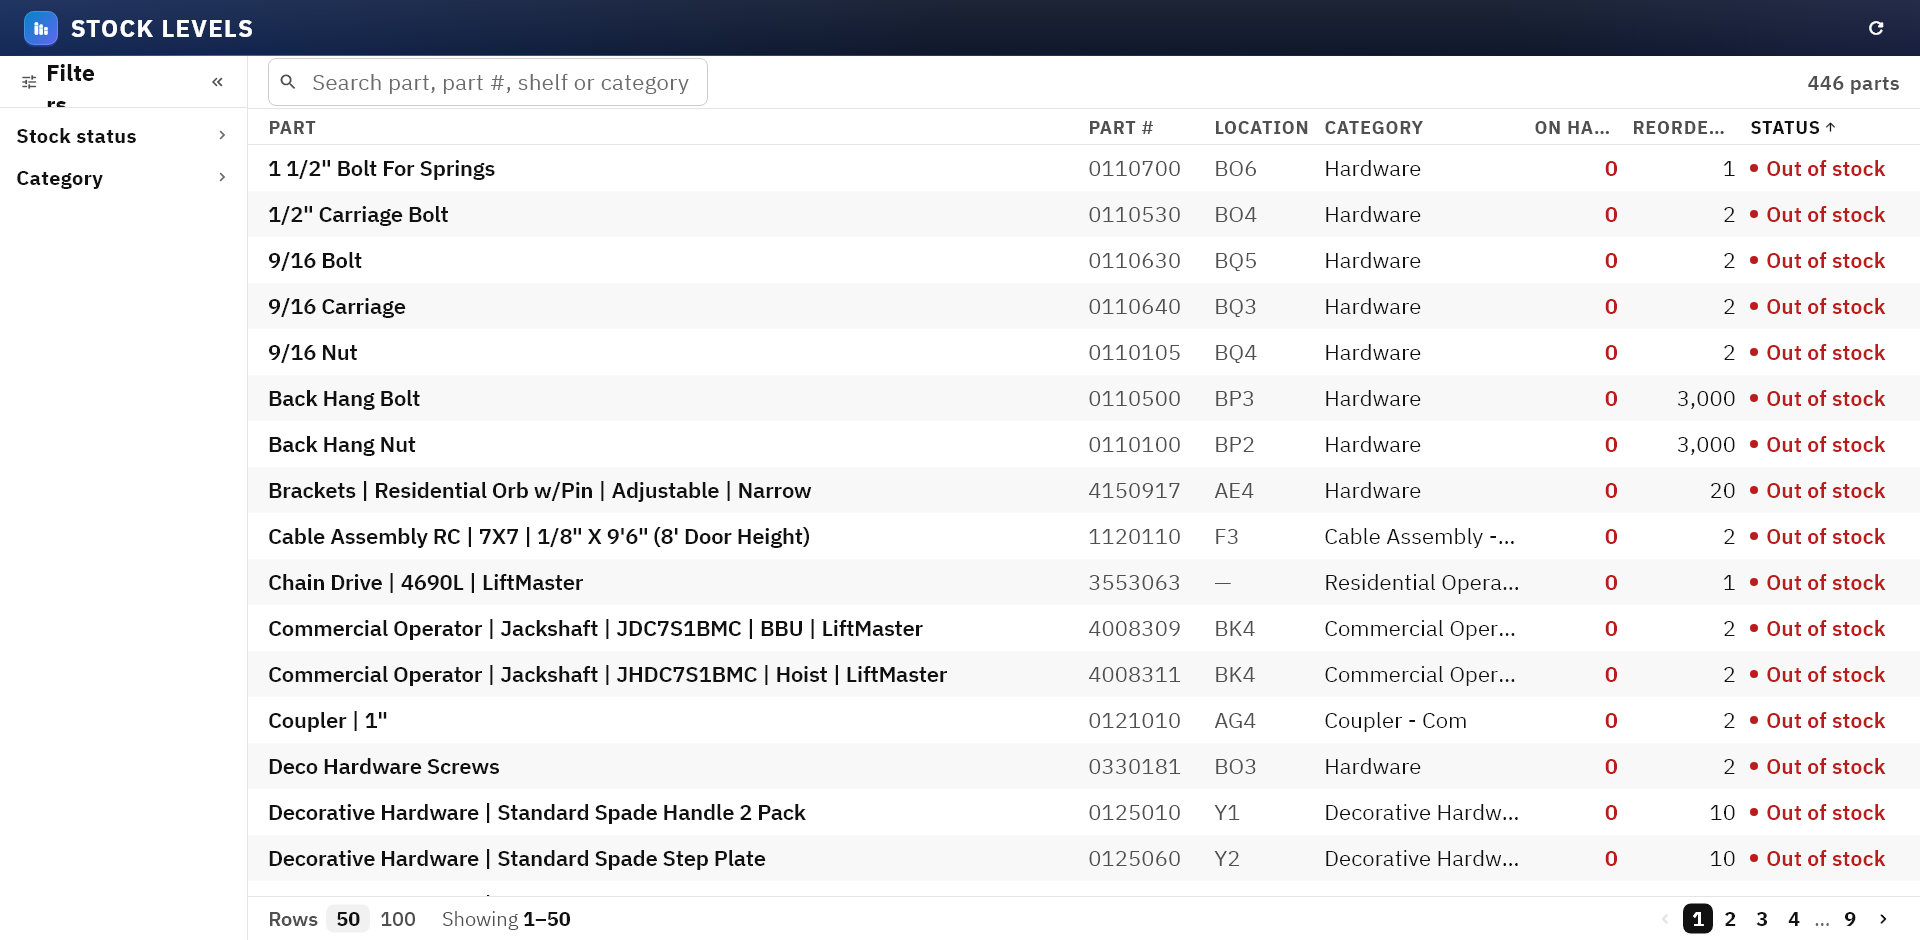 STOCK LEVELS
Filte
rs
«
Search part, part #, shelf or category
446 parts
Stock status
Category
PART PART # LOCATION CATEGORY ON HA... REORDE... STATUS ↑
1 1/2" Bolt For Springs 0110700 BO6 Hardware 0 1 • Out of stock
1/2" Carriage Bolt 0110530 BO4 Hardware 0 2 • Out of stock
9/16 Bolt 0110630 BQ5 Hardware 0 2 • Out of stock
9/16 Carriage 0110640 BQ3 Hardware 0 2 • Out of stock
9/16 Nut 0110105 BQ4 Hardware 0 2 • Out of stock
Back Hang Bolt 0110500 BP3 Hardware 0 3,000 • Out of stock
Back Hang Nut 0110100 BP2 Hardware 0 3,000 • Out of stock
Brackets | Residential Orb w/Pin | Adjustable | Narrow 4150917 AE4 Hardware 0 20 • Out of stock
Cable Assembly RC | 7X7 | 1/8" X 9'6" (8' Door Height) 1120110 F3 Cable Assembly -... 0 2 • Out of stock
Chain Drive | 4690L | LiftMaster 3553063 — Residential Opera... 0 1 • Out of stock
Commercial Operator | Jackshaft | JDC7S1BMC | BBU | LiftMaster 4008309 BK4 Commercial Oper... 0 2 • Out of stock
Commercial Operator | Jackshaft | JHDC7S1BMC | Hoist | LiftMaster 4008311 BK4 Commercial Oper... 0 2 • Out of stock
Coupler | 1" 0121010 AG4 Coupler - Com 0 2 • Out of stock
Deco Hardware Screws 0330181 BO3 Hardware 0 2 • Out of stock
Decorative Hardware | Standard Spade Handle 2 Pack 0125010 Y1 Decorative Hardw... 0 10 • Out of stock
Decorative Hardware | Standard Spade Step Plate 0125060 Y2 Decorative Hardw... 0 10 • Out of stock
Rows 50 100 Showing 1–50 ‹ 1 2 3 4 ... 9 ›